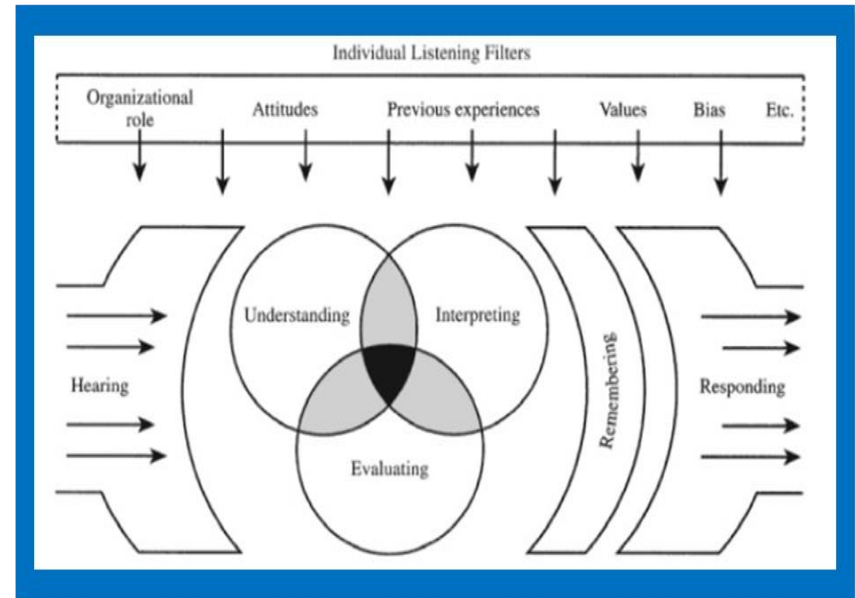 Individual Listening Filters
Organizational
role
Attitudes
Previous experiences
Values
Bias
Etc.
Understanding
Interpreting
Hearing
Remembering
Responding
Evaluating